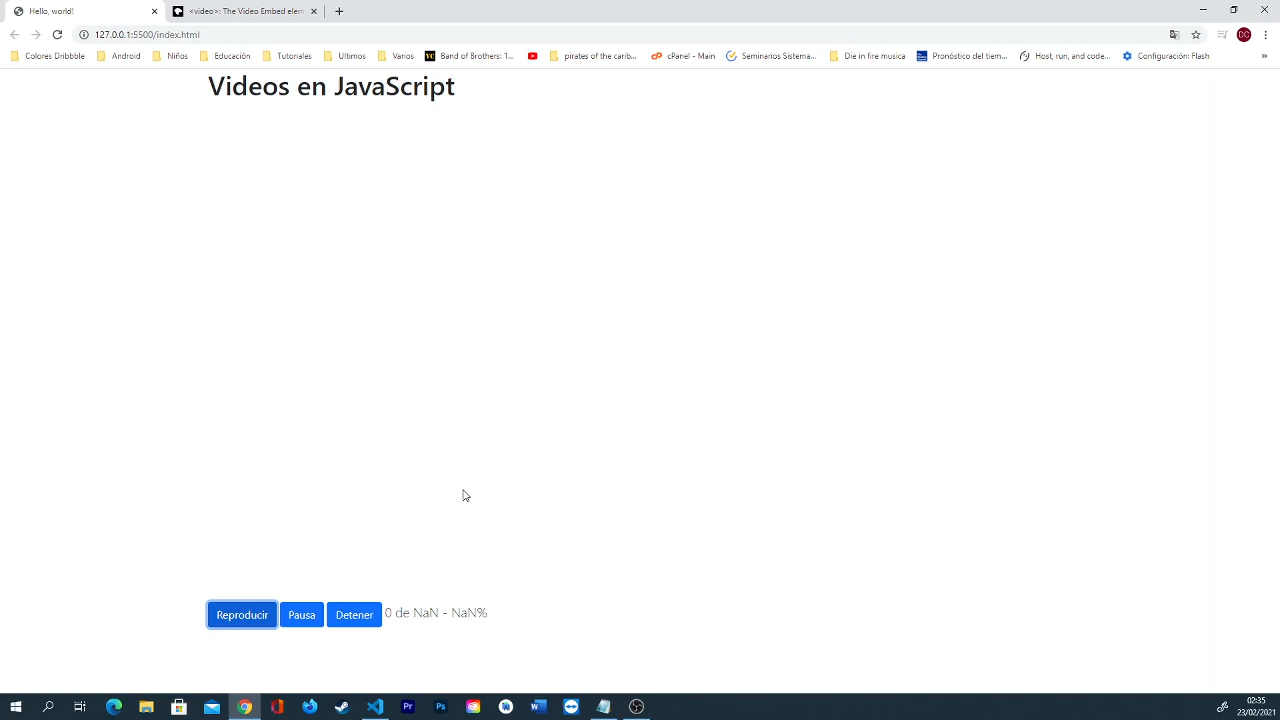 Hello, world!
<video>: The Video Embed elem
127.0.0.1:5500/index.html
CC
Colores Dribbble
Android
Niños
Educación
Tutoriales
Ultimos
Varios
Band of Brothers: 1...
pirates of the carib...
cPanel - Main
Seminarios Sistema...
Die in fire musica
Pronóstico del tiem...
Host, run, and code...
Configuración: Flash
»
Videos en JavaScript
Reproducir
Pausa
Detener
0 de NaN - NaN%
Pr
Ps
02:35
23/02/2021